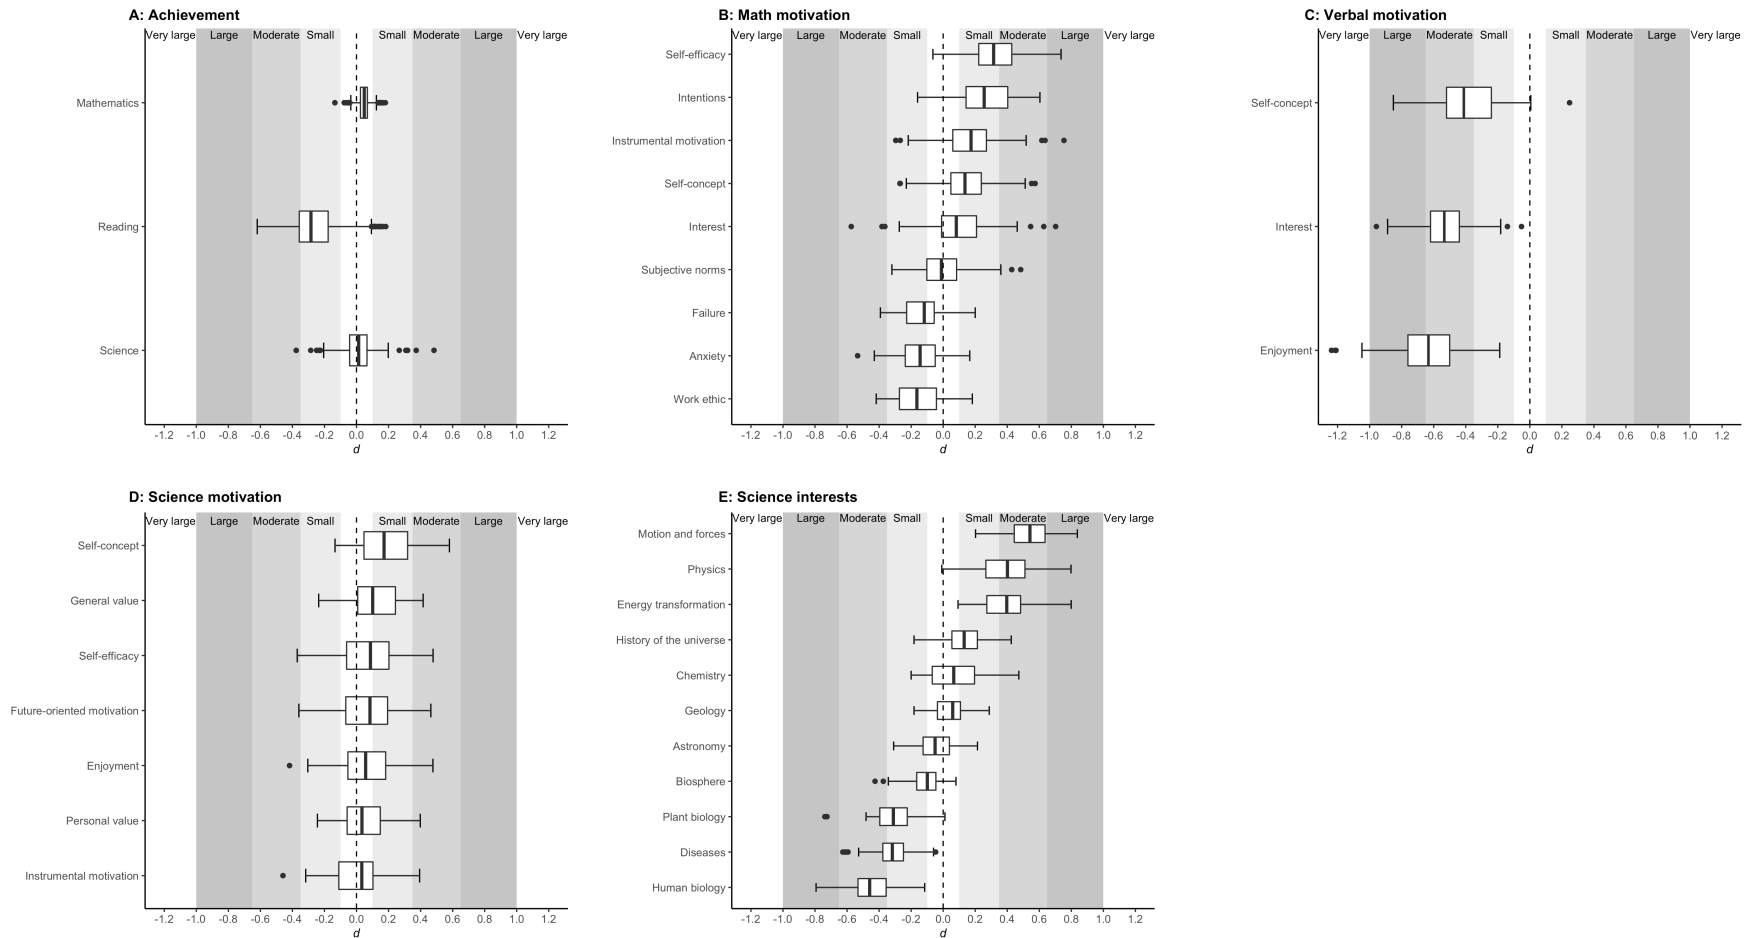 A: Achievement
Very large Large Moderate Small Small Moderate Large Very large
Mathematics
Reading
Science
-1.2 -1.0 -0.8 -0.6 -0.4 -0.2 0.0 0.2 0.4 0.6 0.8 1.0 1.2
d
B: Math motivation
Very large Large Moderate Small Small Moderate Large Very large
Self-efficacy
Intentions
Instrumental motivation
Self-concept
Interest
Subjective norms
Failure
Anxiety
Work ethic
-1.2 -1.0 -0.8 -0.6 -0.4 -0.2 0.0 0.2 0.4 0.6 0.8 1.0 1.2
d
C: Verbal motivation
Very large Large Moderate Small Small Moderate Large Very large
Self-concept
Interest
Enjoyment
-1.2 -1.0 -0.8 -0.6 -0.4 -0.2 0.0 0.2 0.4 0.6 0.8 1.0 1.2
d
D: Science motivation
Very large Large Moderate Small Small Moderate Large Very large
Self-concept
General value
Self-efficacy
Future-oriented motivation
Enjoyment
Personal value
Instrumental motivation
-1.2 -1.0 -0.8 -0.6 -0.4 -0.2 0.0 0.2 0.4 0.6 0.8 1.0 1.2
d
E: Science interests
Very large Large Moderate Small Small Moderate Large Very large
Motion and forces
Physics
Energy transformation
History of the universe
Chemistry
Geology
Astronomy
Biosphere
Plant biology
Diseases
Human biology
-1.2 -1.0 -0.8 -0.6 -0.4 -0.2 0.0 0.2 0.4 0.6 0.8 1.0 1.2
d